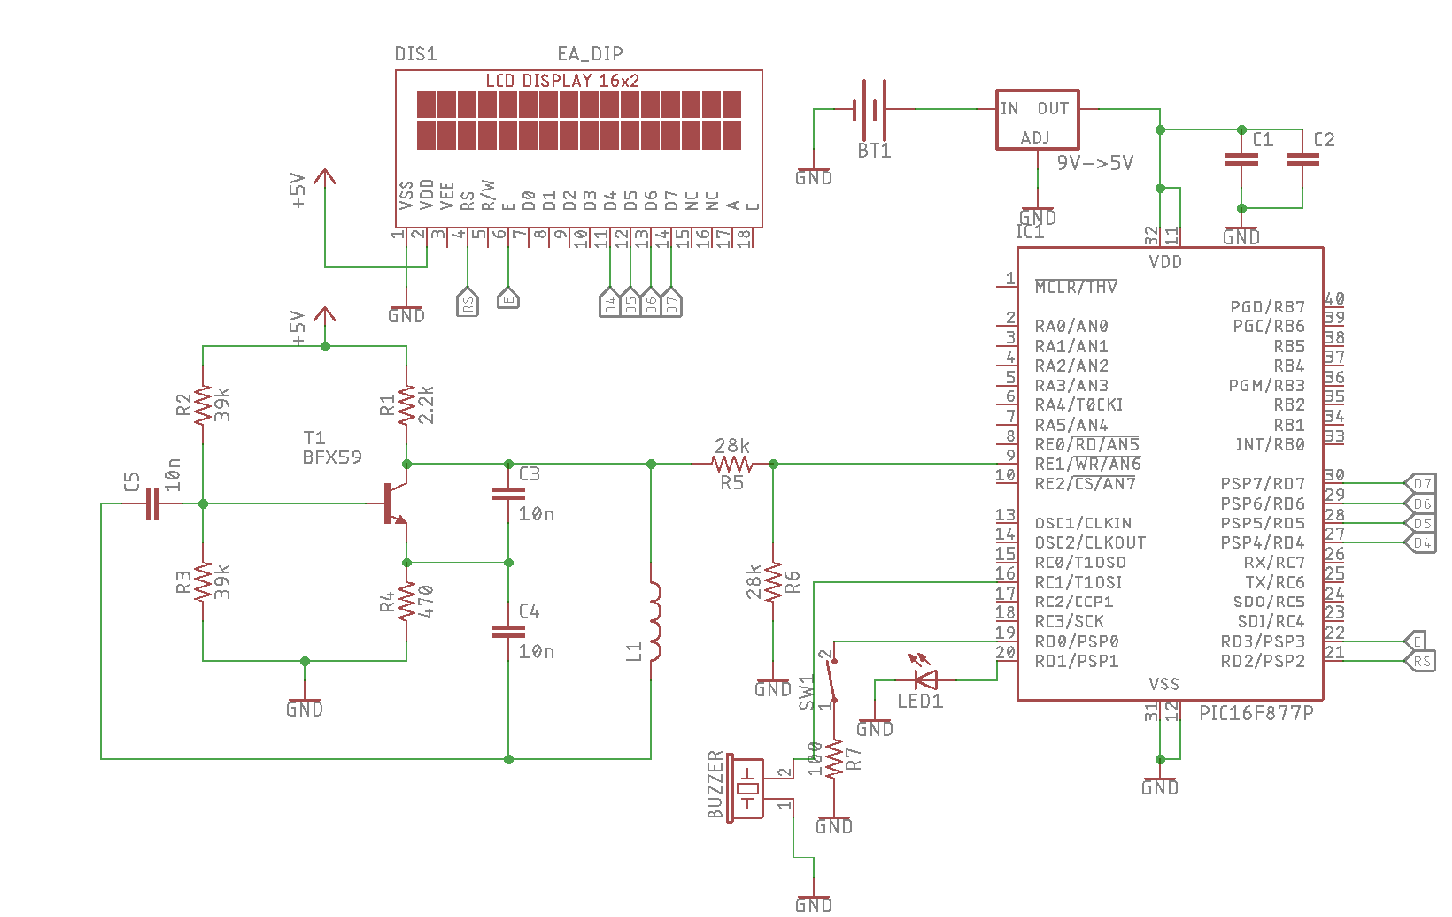 DIS1 EA_DIP
LCD DISPLAY 16x2
VSS VDD VEE RS R/W E D0 D1 D2 D3 D4 D5 D6 D7 NC NC A C
1 2 3 4 5 6 7 8 9 10 11 12 13 14 15 16 17 18
+5V
GND
RS E D4 D5 D6 D7
BT1
GND
IN OUT
ADJ
9V->5V
GND
C1 C2
GND
IC1
32 11
VDD
1 MCLR/THV
2 RA0/AN0
3 RA1/AN1
4 RA2/AN2
5 RA3/AN3
6 RA4/T0CKI
7 RA5/AN4
8 RE0/RD/AN5
9 RE1/WR/AN6
10 RE2/CS/AN7
13 OSC1/CLKIN
14 OSC2/CLKOUT
15 RC0/T1OSO
16 RC1/T1OSI
17 RC2/CCP1
18 RC3/SCK
19 RD0/PSP0
20 RD1/PSP1
PGD/RB7 40
PGC/RB6 39
RB5 38
RB4 37
PGM/RB3 36
RB2 35
RB1 34
INT/RB0 33
PSP7/RD7 30 D7
PSP6/RD6 29 D6
PSP5/RD5 28 D5
PSP4/RD4 27 D4
RX/RC7 26
TX/RC6 25
SDO/RC5 24
SDI/RC4 23
RD3/PSP3 22 E
RD2/PSP2 21 RS
VSS
31 12
PIC16F877P
GND
+5V
R2 39k
R1 2.2k
T1
BFX59
C5 10n
R3 39k
R4 470
GND
C3
10n
C4
10n
L1
28k
R5
28k R6
GND
SW1
2
1
LED1
GND
100 R7
GND
BUZZER
2
1
GND